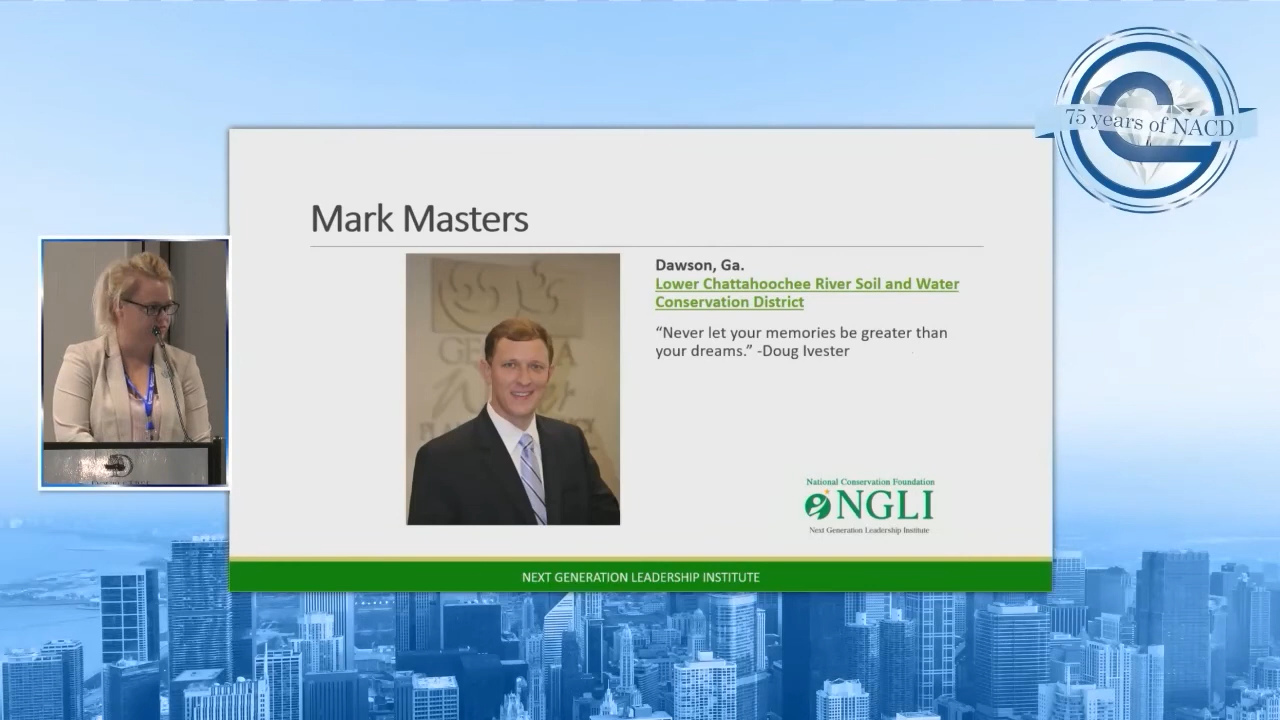 75 years of NACD
Mark Masters
Dawson, Ga.
Lower Chattahoochee River Soil and Water
Conservation District
“Never let your memories be greater than
your dreams.” -Doug Ivester
National Conservation Foundation
NGLI
Next Generation Leadership Institute
NEXT GENERATION LEADERSHIP INSTITUTE